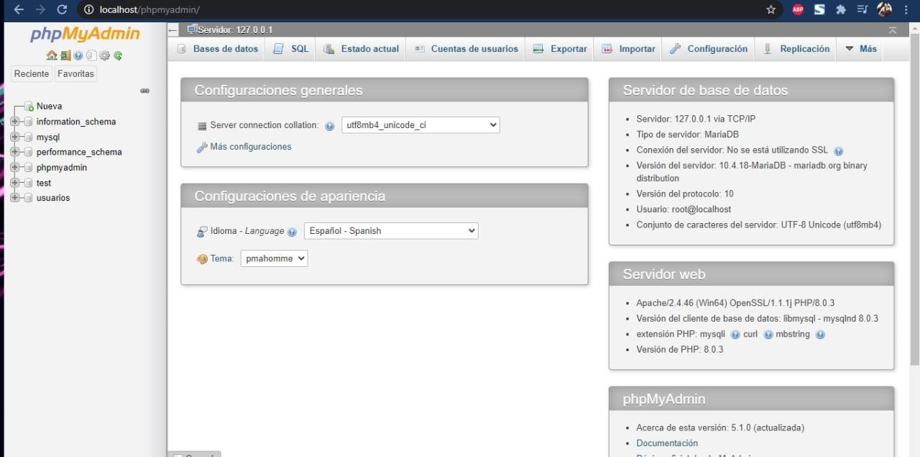 localhost/phpmyadmin/
ABP
phpMyAdmin
Servidor: 127.0.0.1
Bases de datos
SQL
Estado actual
Cuentas de usuarios
Exportar
Importar
Configuración
Replicación
Más
Reciente Favoritas
Nueva
information_schema
mysql
performance_schema
phpmyadmin
test
usuarios
Configuraciones generales
Server connection collation: utf8mb4_unicode_ci
Más configuraciones
Configuraciones de apariencia
Idioma - Language Español - Spanish
Tema: pmahomme
Servidor de base de datos
Servidor: 127.0.0.1 via TCP/IP
Tipo de servidor: MariaDB
Conexión del servidor: No se está utilizando SSL
Versión del servidor: 10.4.18-MariaDB - mariadb.org binary
distribution
Versión del protocolo: 10
Usuario: root@localhost
Conjunto de caracteres del servidor: UTF-8 Unicode (utf8mb4)
Servidor web
Apache/2.4.46 (Win64) OpenSSL/1.1.1j PHP/8.0.3
Versión del cliente de base de datos: libmysql - mysqlnd 8.0.3
extensión PHP: mysqli curl mbstring
Versión de PHP: 8.0.3
phpMyAdmin
Acerca de esta versión: 5.1.0 (actualizada)
Documentación